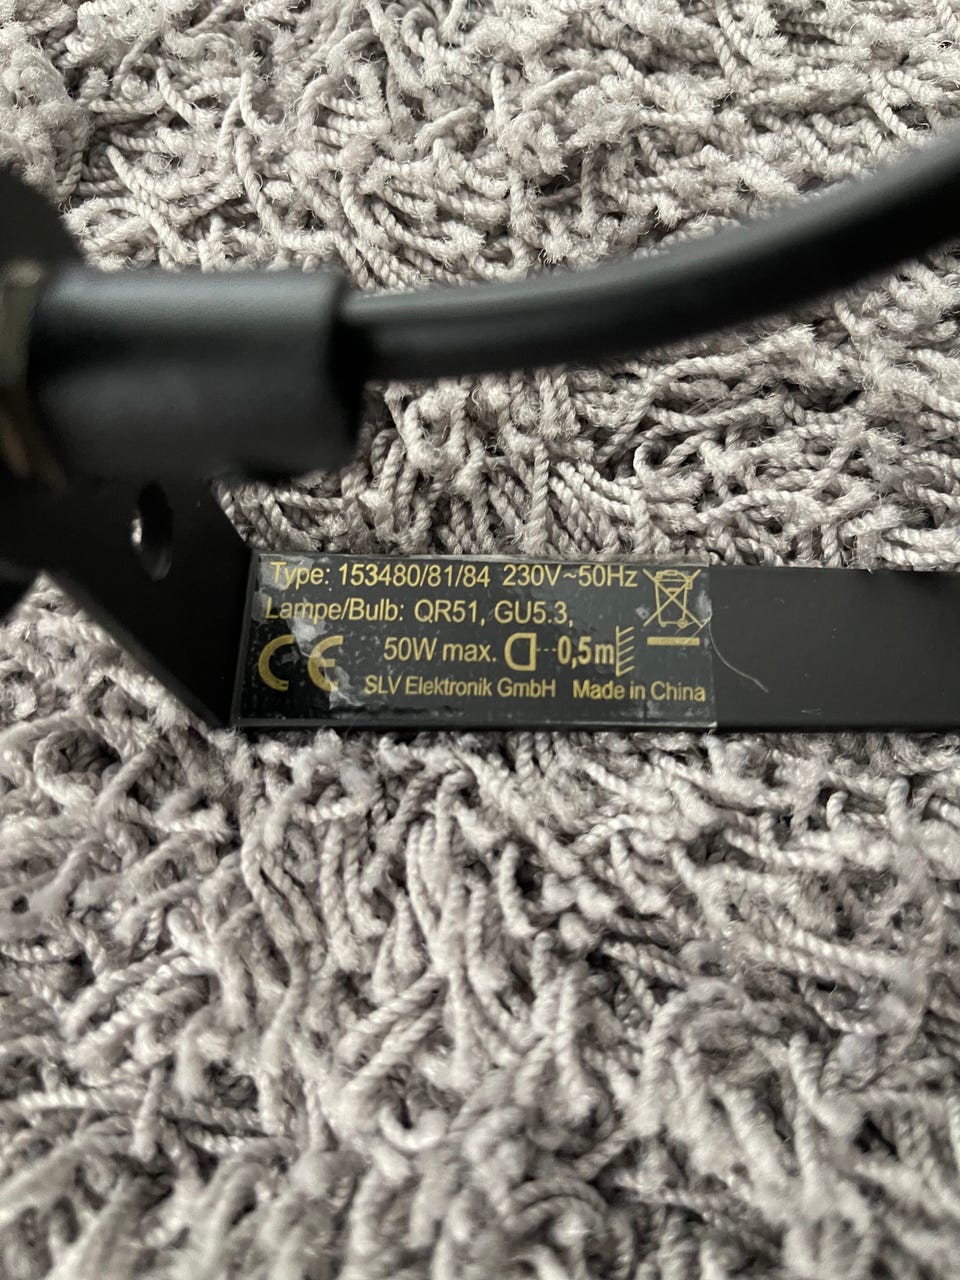 Type: 153480/81/84 230V~50Hz
Lampe/Bulb: QR51, GU5.3,
CE 50W max. 0,5m
SLV Elektronik GmbH Made in China